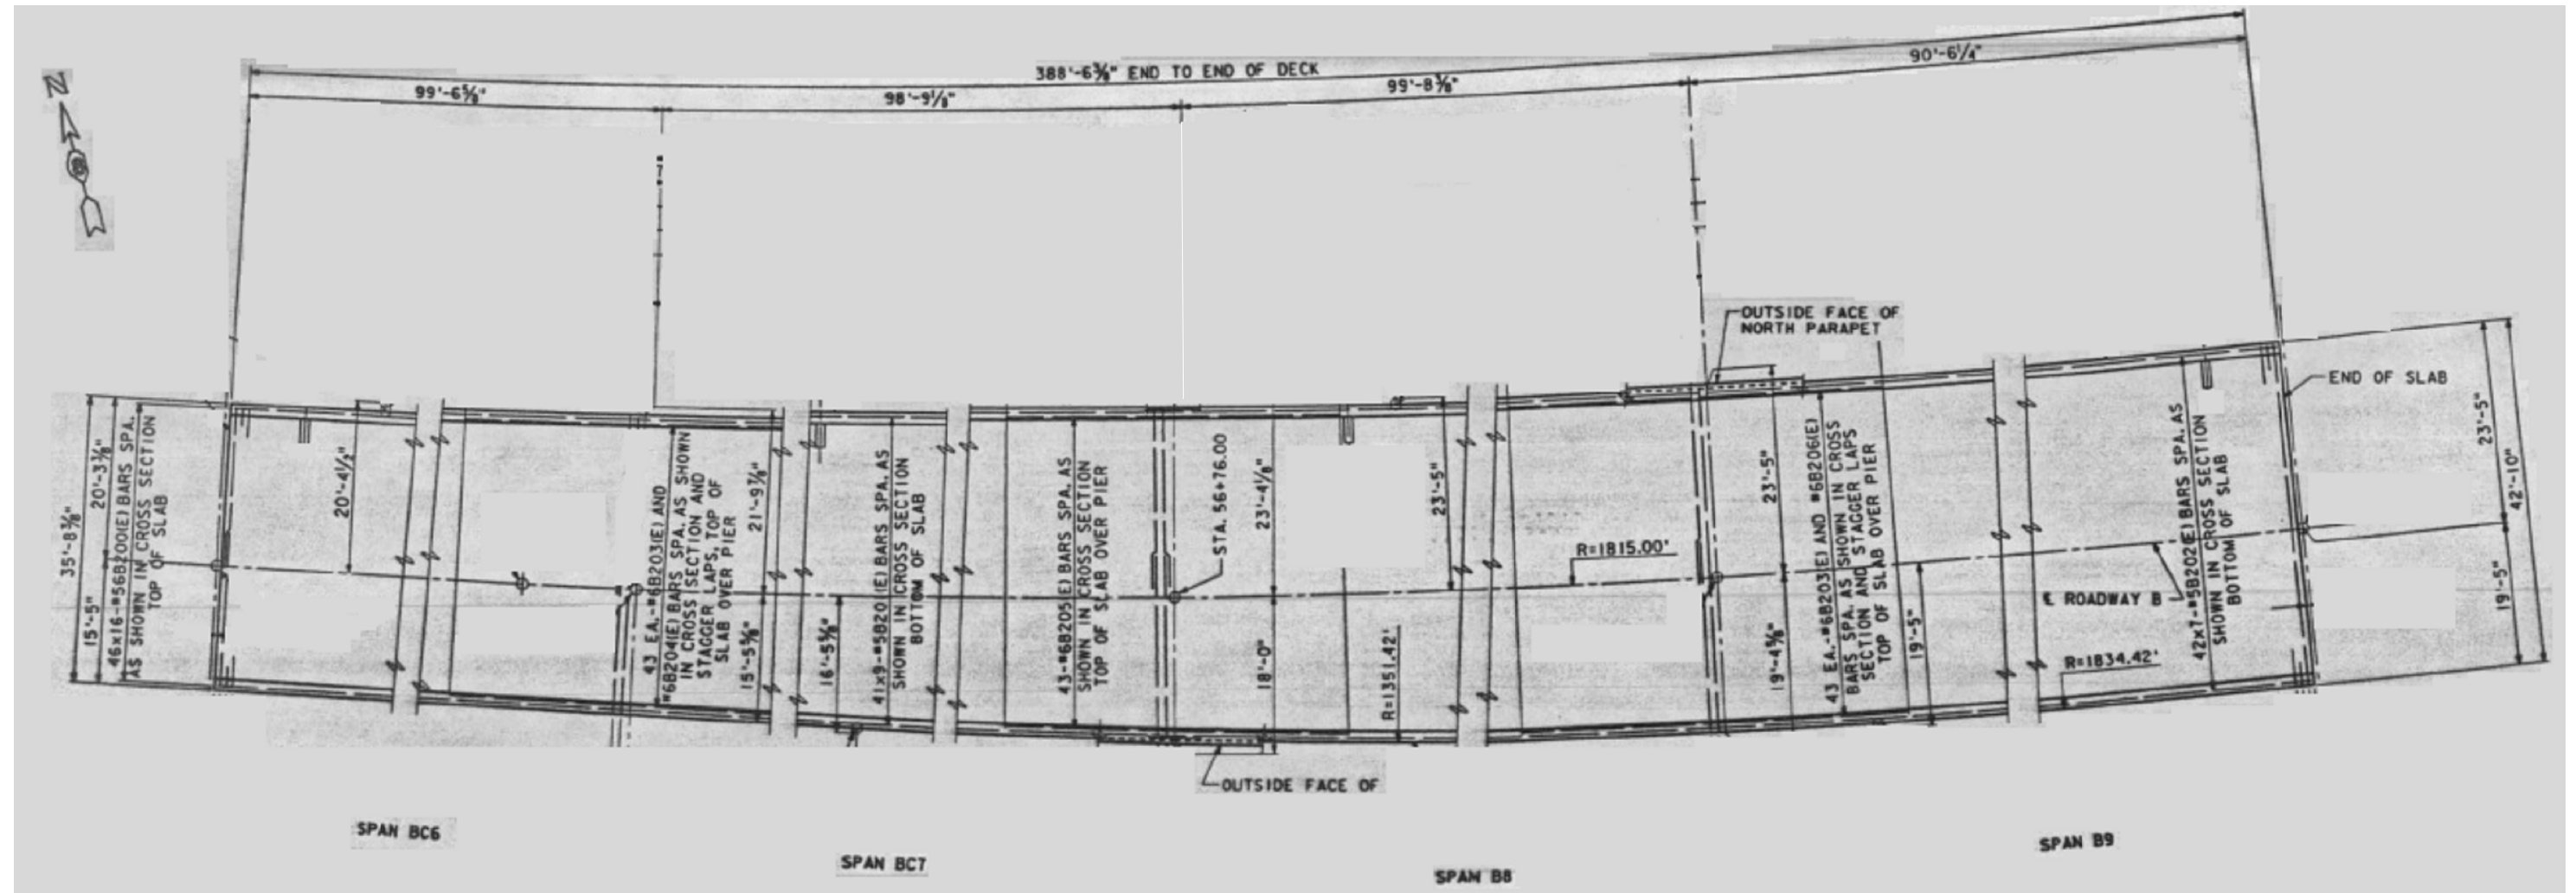 388'-6⅜" END TO END OF DECK
99'-6⅝"
98'-9⅛"
99'-8⅜"
90'-6¼"
N
OUTSIDE FACE OF
NORTH PARAPET
END OF SLAB
35'-8⅜"
20'-3⅜"
15'-5"
46x16-#5B200(E) BARS SPA.
AS SHOWN IN CROSS SECTION
TOP OF SLAB
20'-4½"
43 EA.-#6B203(E) AND
#6B204(E) BARS SPA. AS SHOWN
IN CROSS SECTION AND
STAGGER LAPS, TOP OF
SLAB OVER PIER
21'-9⅞"
15'-5⅝"
16'-5⅝"
41x9-#5B201(E) BARS SPA. AS
SHOWN IN CROSS SECTION
BOTTOM OF SLAB
43-#6B205(E) BARS SPA. AS
SHOWN IN CROSS SECTION
TOP OF SLAB OVER PIER
STA. 56+76.00
23'-4⅛"
18'-0"
R=1351.42'
23'-5"
R=1815.00'
23'-5"
19'-4⅝"
43 EA.-#6B203(E) AND #6B206(E)
BARS SPA. AS SHOWN IN CROSS
SECTION AND STAGGER LAPS
TOP OF SLAB OVER PIER
19'-5"
℄ ROADWAY B
R=1834.42'
42x7-#5B202(E) BARS SPA. AS
SHOWN IN CROSS SECTION
BOTTOM OF SLAB
23'-5"
42'-10"
19'-5"
OUTSIDE FACE OF
SPAN BC6
SPAN BC7
SPAN B8
SPAN B9